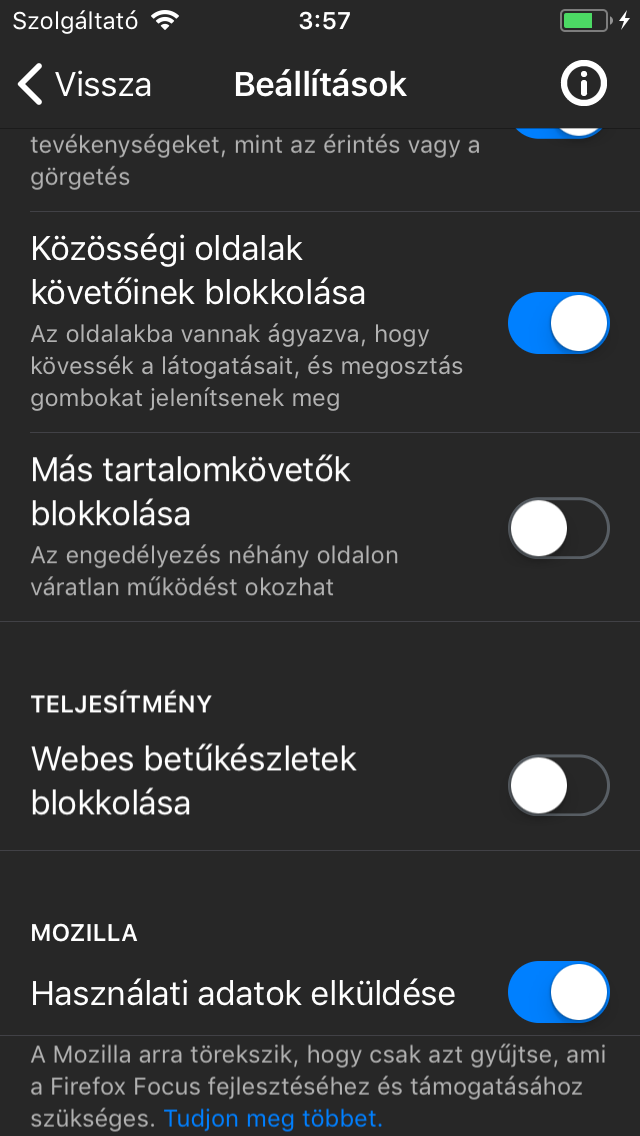 Szolgáltató 3:57
Vissza Beállítások
tevékenységeket, mint az érintés vagy a
görgetés
Közösségi oldalak
követőinek blokkolása
Az oldalakba vannak ágyazva, hogy
kövessék a látogatásait, és megosztás
gombokat jelenítsenek meg
Más tartalomkövetők
blokkolása
Az engedélyezés néhány oldalon
váratlan működést okozhat
TELJESÍTMÉNY
Webes betűkészletek
blokkolása
MOZILLA
Használati adatok elküldése
A Mozilla arra törekszik, hogy csak azt gyűjtse, ami
a Firefox Focus fejlesztéséhez és támogatásához
szükséges. Tudjon meg többet.